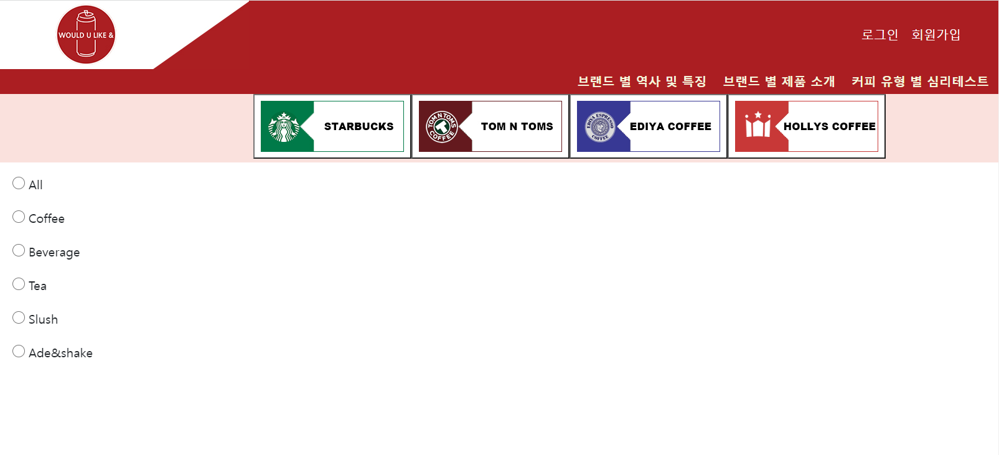 WOULD U LIKE &
로그인 회원가입
브랜드 별 역사 및 특징 브랜드 별 제품 소개 커피 유형 별 심리테스트
STARBUCKS
TOM N TOMS COFFEE
TOM N TOMS
EDIYA ESPRESSO COFFEE
EDIYA COFFEE
HOLLYS COFFEE
All
Coffee
Beverage
Tea
Slush
Ade&shake